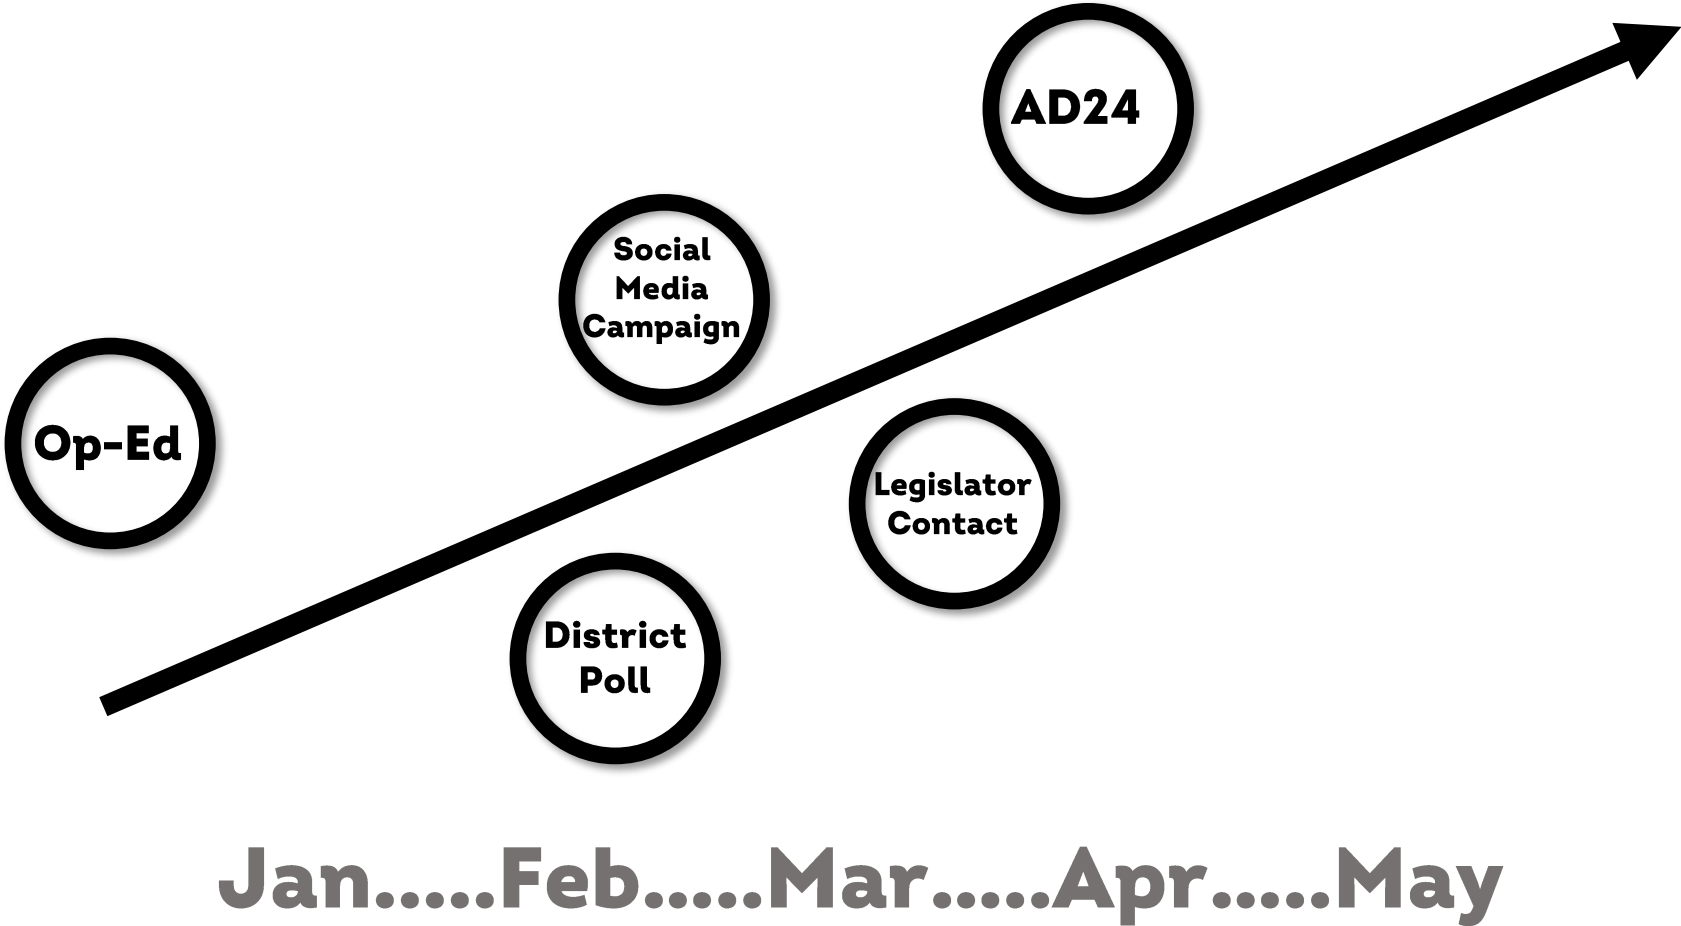 AD24
Social
Media
Campaign
Op-Ed
Legislator
Contact
District
Poll
Jan.....Feb.....Mar.....Apr.....May